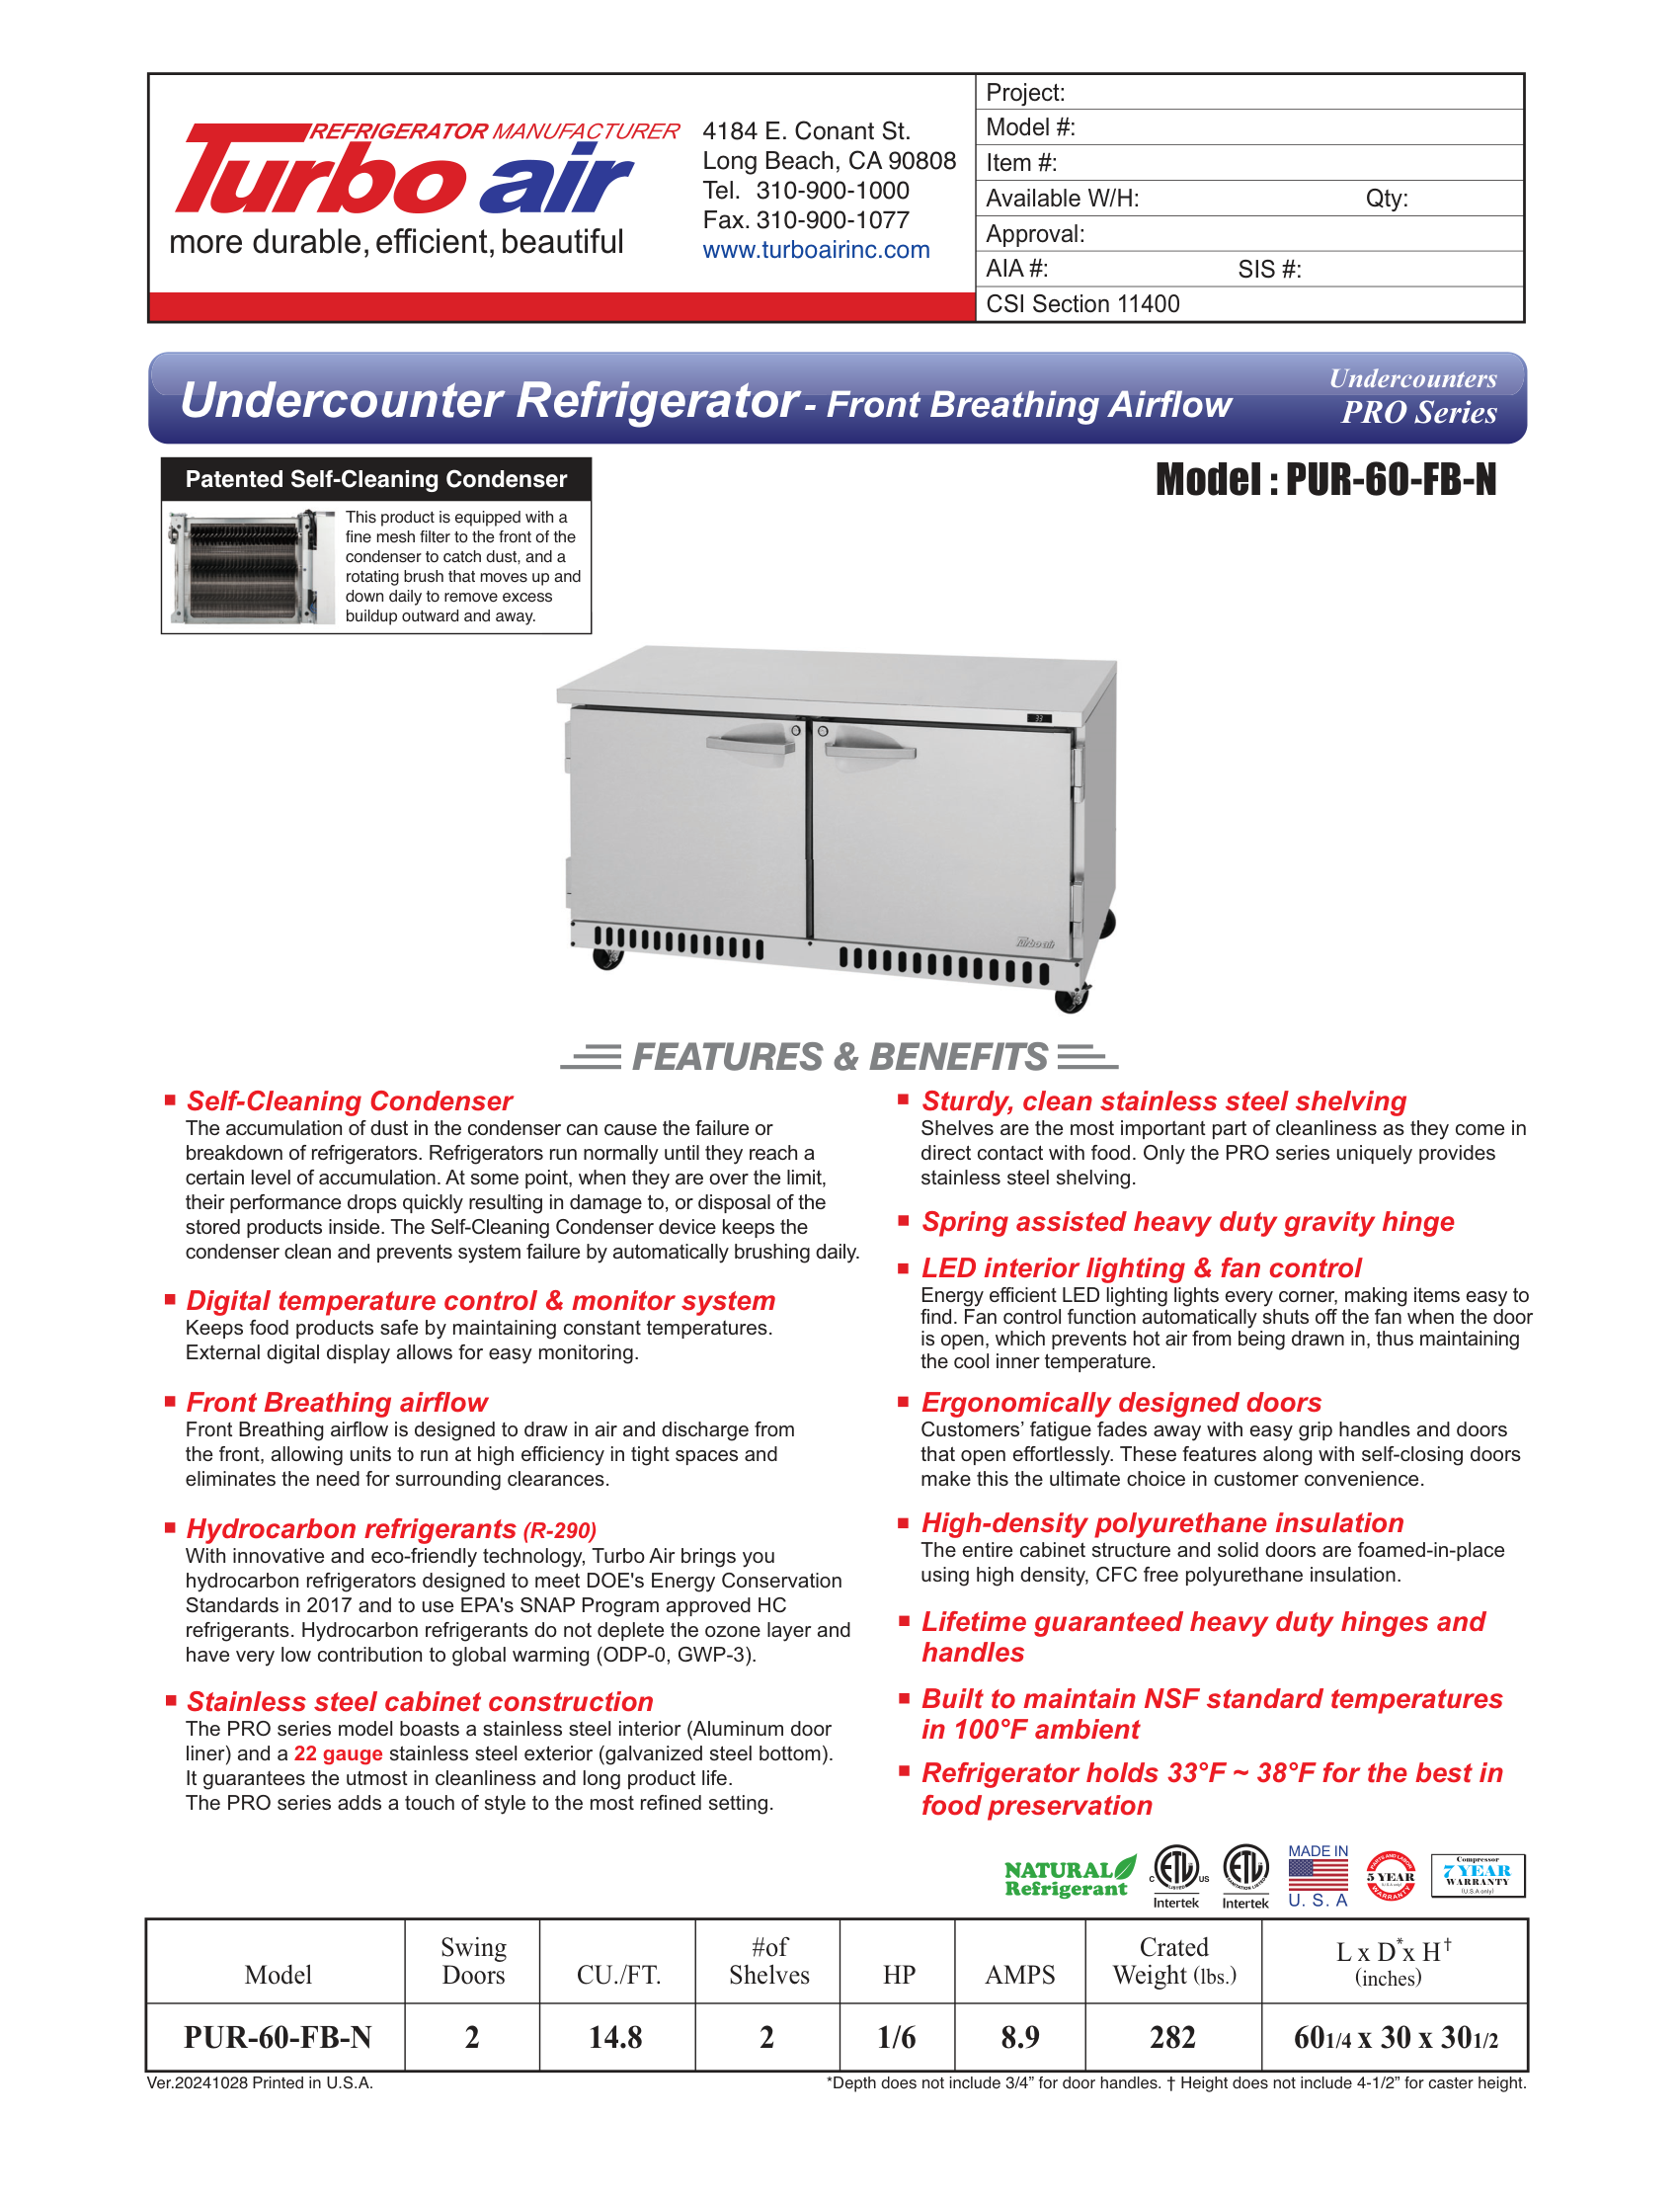 REFRIGERATOR MANUFACTURER
Turbo air
more durable, efficient, beautiful
4184 E. Conant St.
Long Beach, CA 90808
Tel. 310-900-1000
Fax. 310-900-1077
www.turboairinc.com
Project:
Model #:
Item #:
Available W/H: Qty:
Approval:
AIA #: SIS #:
CSI Section 11400
Undercounter Refrigerator - Front Breathing Airflow
Undercounters
PRO Series
Patented Self-Cleaning Condenser
This product is equipped with a
fine mesh filter to the front of the
condenser to catch dust, and a
rotating brush that moves up and
down daily to remove excess
buildup outward and away.
Model : PUR-60-FB-N
33
Turbo air
FEATURES & BENEFITS
Self-Cleaning Condenser
The accumulation of dust in the condenser can cause the failure or
breakdown of refrigerators. Refrigerators run normally until they reach a
certain level of accumulation. At some point, when they are over the limit,
their performance drops quickly resulting in damage to, or disposal of the
stored products inside. The Self-Cleaning Condenser device keeps the
condenser clean and prevents system failure by automatically brushing daily.
Digital temperature control & monitor system
Keeps food products safe by maintaining constant temperatures.
External digital display allows for easy monitoring.
Front Breathing airflow
Front Breathing airflow is designed to draw in air and discharge from
the front, allowing units to run at high efficiency in tight spaces and
eliminates the need for surrounding clearances.
Hydrocarbon refrigerants (R-290)
With innovative and eco-friendly technology, Turbo Air brings you
hydrocarbon refrigerators designed to meet DOE's Energy Conservation
Standards in 2017 and to use EPA's SNAP Program approved HC
refrigerants. Hydrocarbon refrigerants do not deplete the ozone layer and
have very low contribution to global warming (ODP-0, GWP-3).
Stainless steel cabinet construction
The PRO series model boasts a stainless steel interior (Aluminum door
liner) and a 22 gauge stainless steel exterior (galvanized steel bottom).
It guarantees the utmost in cleanliness and long product life.
The PRO series adds a touch of style to the most refined setting.
Sturdy, clean stainless steel shelving
Shelves are the most important part of cleanliness as they come in
direct contact with food. Only the PRO series uniquely provides
stainless steel shelving.
Spring assisted heavy duty gravity hinge
LED interior lighting & fan control
Energy efficient LED lighting lights every corner, making items easy to
find. Fan control function automatically shuts off the fan when the door
is open, which prevents hot air from being drawn in, thus maintaining
the cool inner temperature.
Ergonomically designed doors
Customers’ fatigue fades away with easy grip handles and doors
that open effortlessly. These features along with self-closing doors
make this the ultimate choice in customer convenience.
High-density polyurethane insulation
The entire cabinet structure and solid doors are foamed-in-place
using high density, CFC free polyurethane insulation.
Lifetime guaranteed heavy duty hinges and
handles
Built to maintain NSF standard temperatures
in 100°F ambient
Refrigerator holds 33°F ~ 38°F for the best in
food preservation
NATURAL
Refrigerant
C ETL US
LISTED
Intertek
ETL
SANITATION LISTED
Intertek
MADE IN
U. S. A
PARTS AND LABOR
5 YEAR
(U.S.A only)
WARRANTY
Compressor
7 YEAR
WARRANTY
(U.S.A only)
Model Swing Doors CU./FT. #of Shelves HP AMPS Crated Weight (lbs.) L x D* x H† (inches)
PUR-60-FB-N 2 14.8 2 1/6 8.9 282 601/4 x 30 x 301/2
Ver.20241028 Printed in U.S.A.
*Depth does not include 3/4” for door handles. † Height does not include 4-1/2” for caster height.